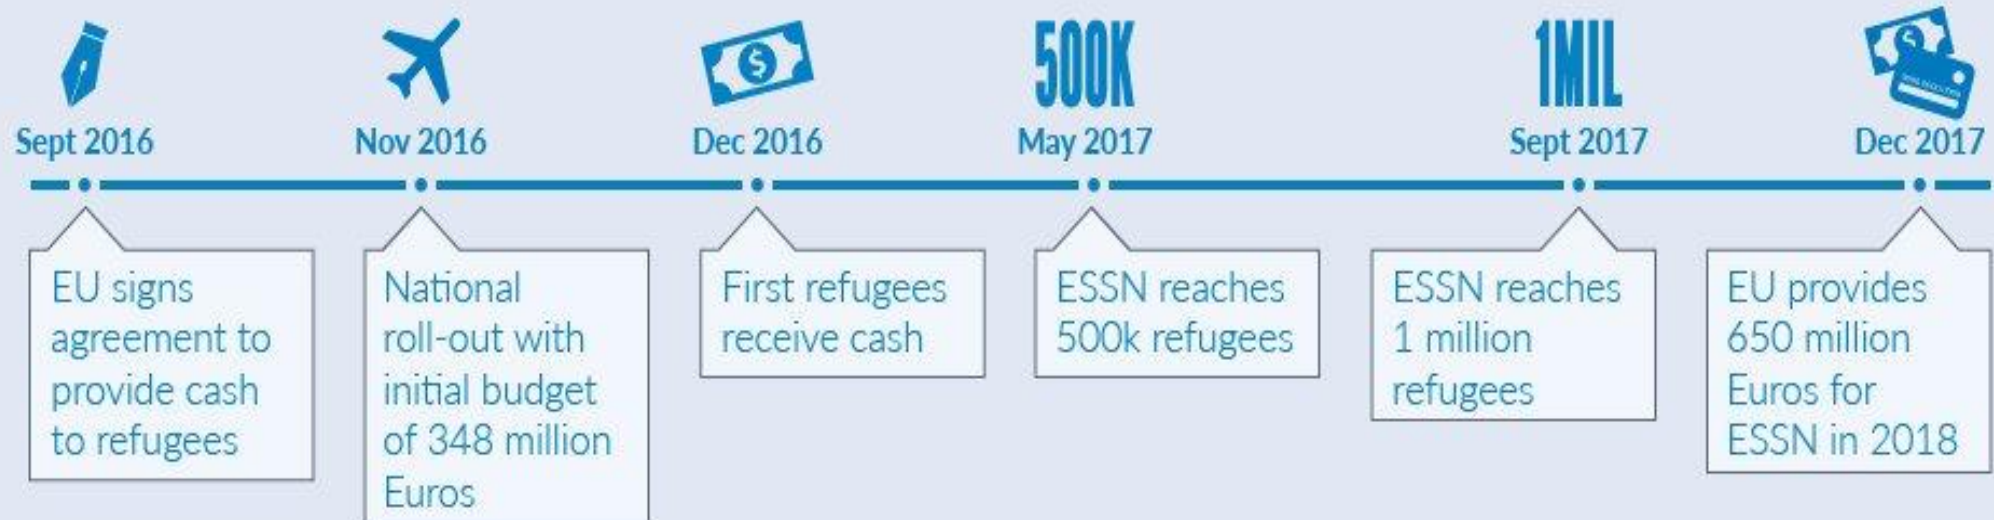 500K
1MIL
Sept 2016
Nov 2016
Dec 2016
May 2017
Sept 2017
Dec 2017
EU signs
agreement to
provide cash
to refugees
National
roll-out with
initial budget
of 348 million
Euros
First refugees
receive cash
ESSN reaches
500k refugees
ESSN reaches
1 million
refugees
EU provides
650 million
Euros for
ESSN in 2018